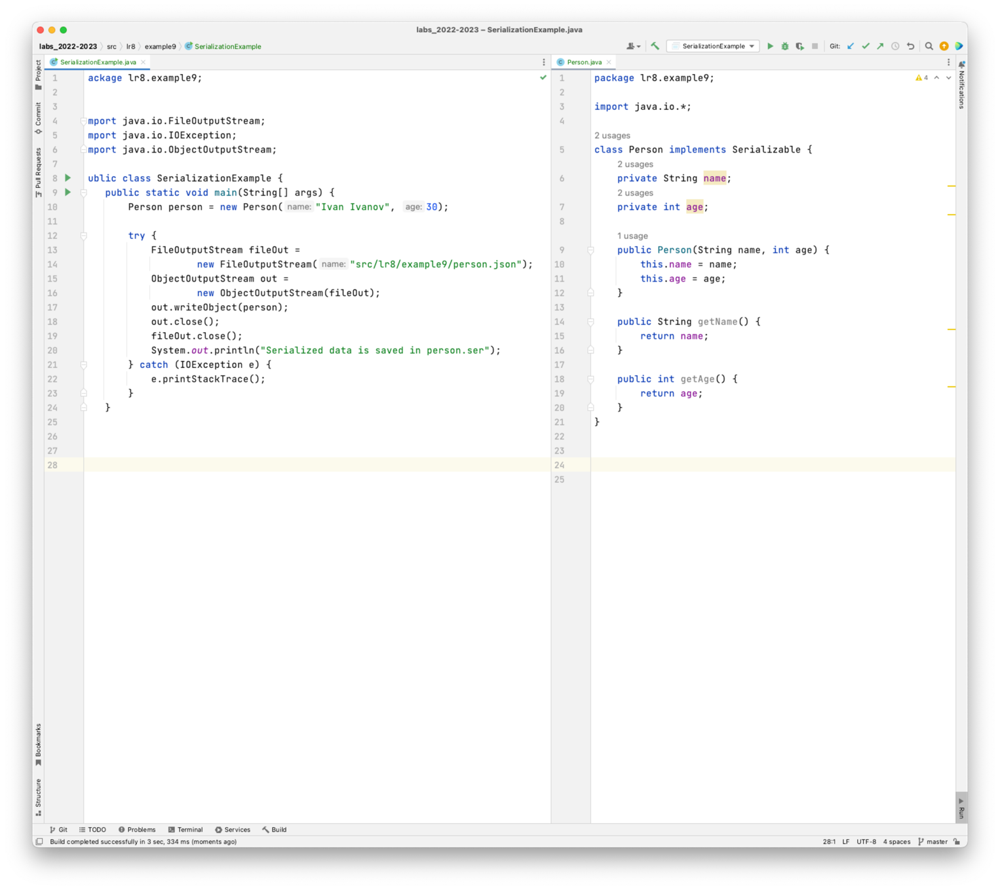 labs_2022-2023 – SerializationExample.java
labs_2022-2023 〉 src 〉 lr8 〉 example9 〉 SerializationExample
SerializationExample
Git:
Project
Commit
Pull Requests
Bookmarks
Structure
SerializationExample.java
1 ackage lr8.example9;
2
3
4 mport java.io.FileOutputStream;
5 mport java.io.IOException;
6 mport java.io.ObjectOutputStream;
7
8 ublic class SerializationExample {
9 public static void main(String[] args) {
10 Person person = new Person( name: "Ivan Ivanov", age: 30);
11
12 try {
13 FileOutputStream fileOut =
14 new FileOutputStream( name: "src/lr8/example9/person.json");
15 ObjectOutputStream out =
16 new ObjectOutputStream(fileOut);
17 out.writeObject(person);
18 out.close();
19 fileOut.close();
20 System.out.println("Serialized data is saved in person.ser");
21 } catch (IOException e) {
22 e.printStackTrace();
23 }
24 }
25
26
27
28
Person.java
4
1 package lr8.example9;
2
3 import java.io.*;
4
2 usages
5 class Person implements Serializable {
2 usages
6 private String name;
2 usages
7 private int age;
8
1 usage
9 public Person(String name, int age) {
10 this.name = name;
11 this.age = age;
12 }
13
14 public String getName() {
15 return name;
16 }
17
18 public int getAge() {
19 return age;
20 }
21 }
22
23
24
25
Notifications
Run
Git TODO Problems Terminal Services Build
Build completed successfully in 3 sec, 334 ms (moments ago)
28:1 LF UTF-8 4 spaces master